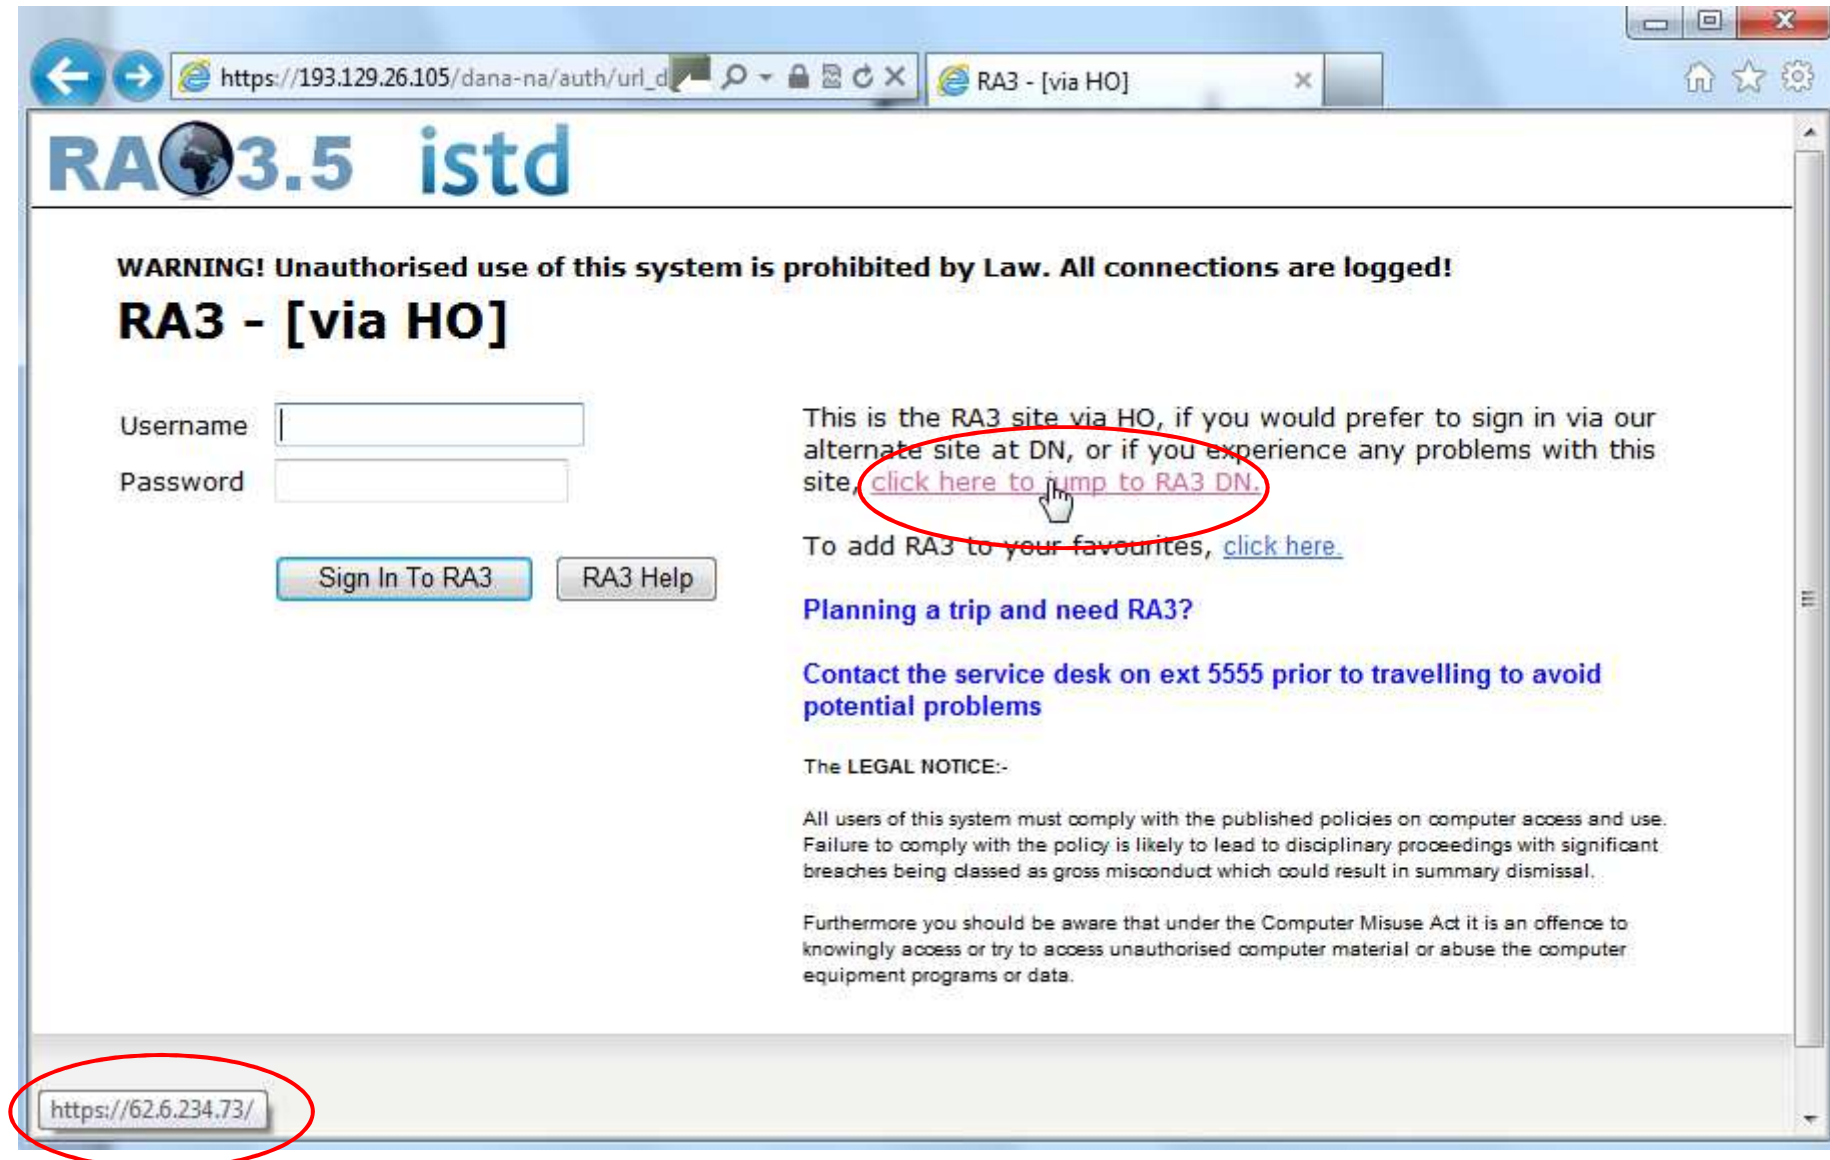 https://193.129.26.105/dana-na/auth/url_d
RA3 - [via HO]
RA 3.5 istd
WARNING! Unauthorised use of this system is prohibited by Law. All connections are logged!
RA3 - [via HO]
Username
Password
Sign In To RA3
RA3 Help
This is the RA3 site via HO, if you would prefer to sign in via our
alternate site at DN, or if you experience any problems with this
site, click here to jump to RA3 DN.
To add RA3 to your favourites, click here.
Planning a trip and need RA3?
Contact the service desk on ext 5555 prior to travelling to avoid
potential problems
The LEGAL NOTICE:-
All users of this system must comply with the published policies on computer access and use.
Failure to comply with the policy is likely to lead to disciplinary proceedings with significant
breaches being classed as gross misconduct which could result in summary dismissal.
Furthermore you should be aware that under the Computer Misuse Act it is an offence to
knowingly access or try to access unauthorised computer material or abuse the computer
equipment programs or data.
https://62.6.234.73/